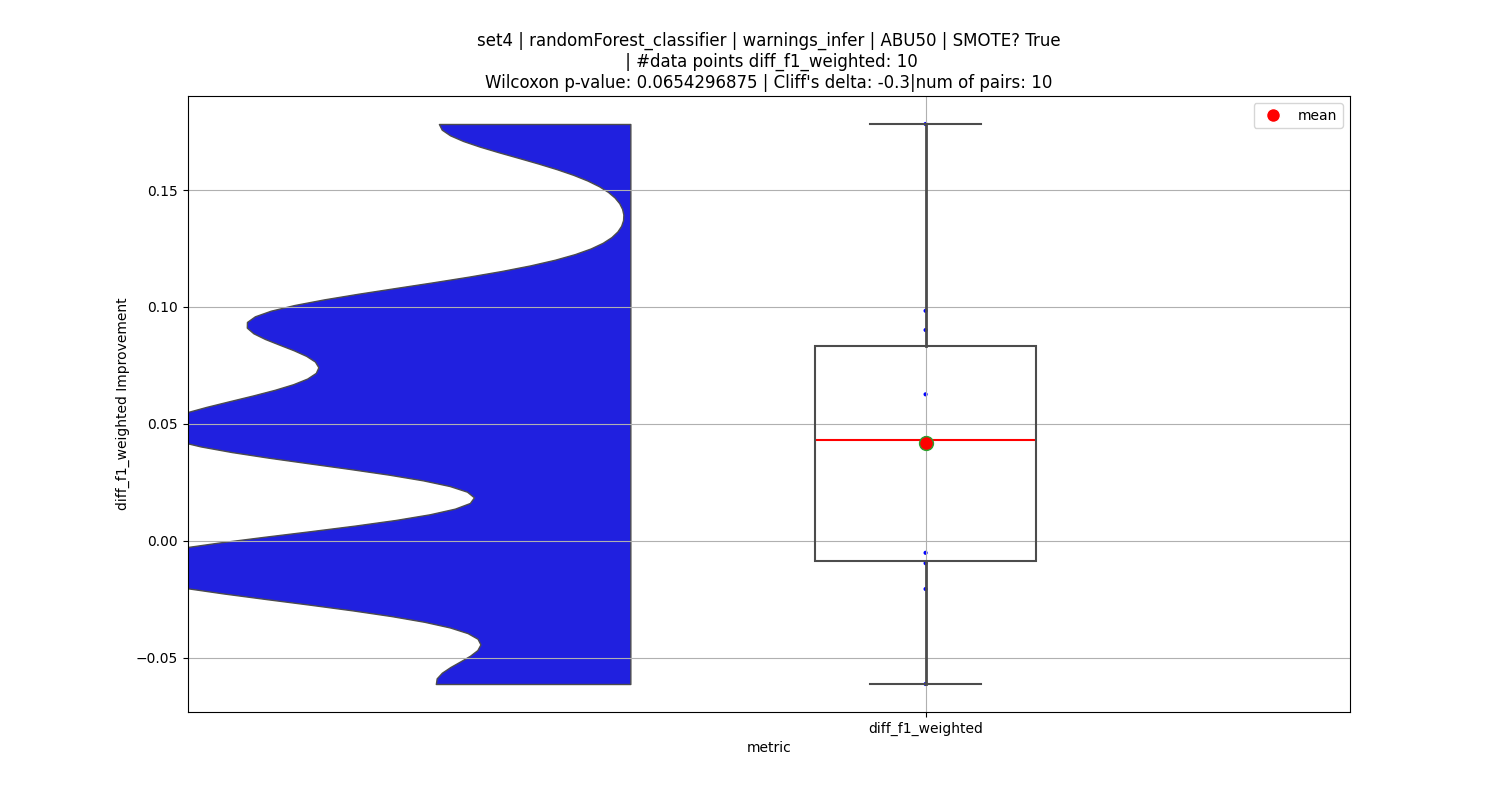 set4 | randomForest_classifier | warnings_infer | ABU50 | SMOTE? True
| #data points diff_f1_weighted: 10
Wilcoxon p-value: 0.0654296875 | Cliff's delta: -0.3|num of pairs: 10
mean
0.15
0.10
0.05
0.00
−0.05
diff_f1_weighted Improvement
diff_f1_weighted
metric